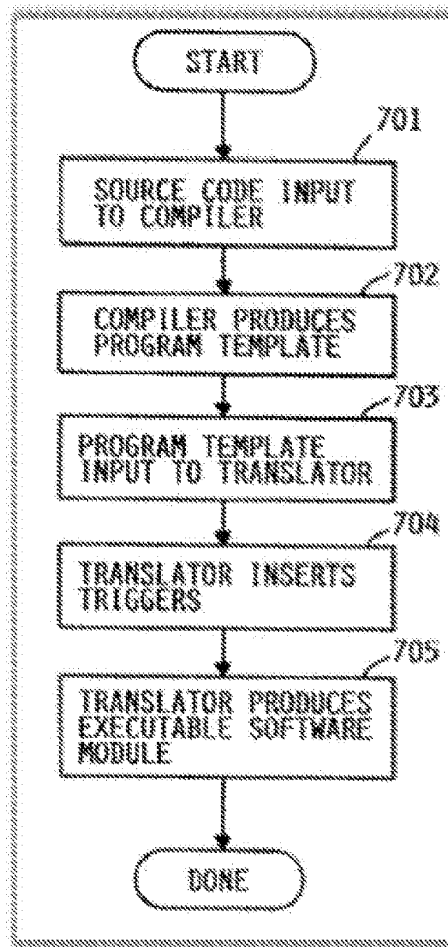 START
701
SOURCE CODE INPUT
TO COMPILER
702
COMPILER PRODUCES
PROGRAM TEMPLATE
703
PROGRAM TEMPLATE
INPUT TO TRANSLATOR
704
TRANSLATOR INSERTS
TRIGGERS
705
TRANSLATOR PRODUCES
EXECUTABLE SOFTWARE
MODULE
DONE